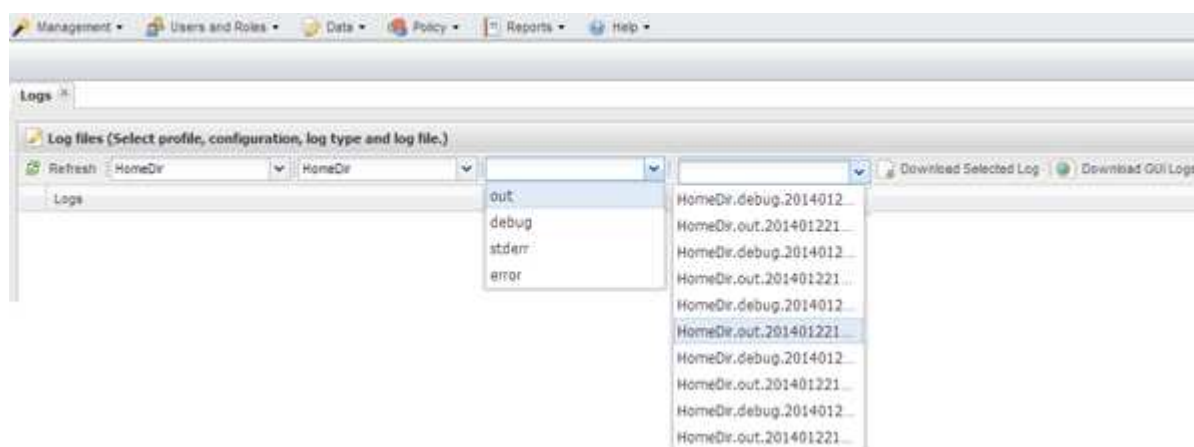 Management Users and Roles Data Policy Reports Help
Logs
Log files (Select profile, configuration, log type and log file.)
Refresh HomeDir HomeDir Download Selected Log Download GUI Logs
Logs
out
debug
stderr
error
HomeDir.debug.2014012...
HomeDir.out.201401221...
HomeDir.debug.2014012...
HomeDir.out.201401221...
HomeDir.debug.2014012...
HomeDir.out.201401221...
HomeDir.debug.2014012...
HomeDir.out.201401221...
HomeDir.debug.2014012...
HomeDir.out.201401221...